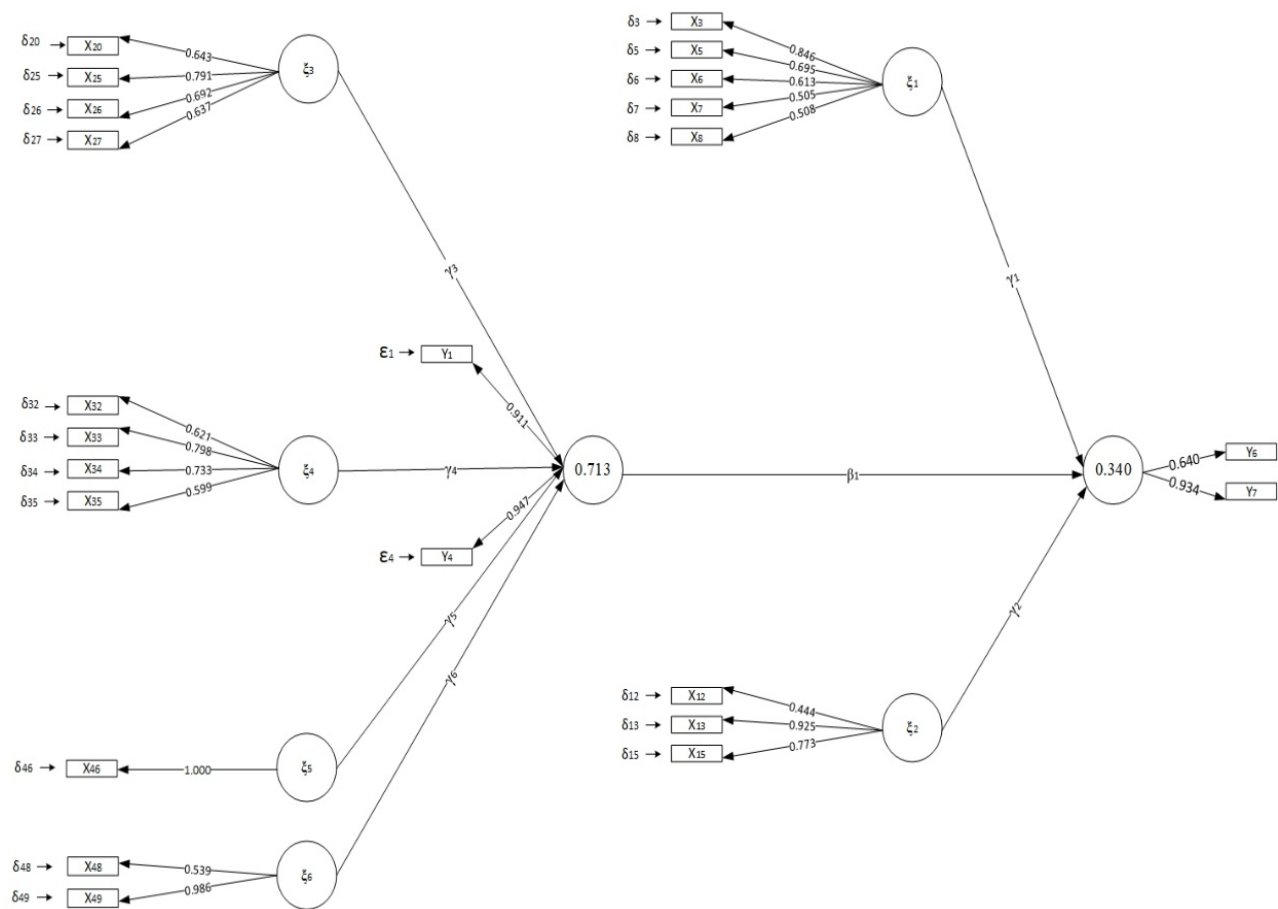 δ20 → X20
0.643
δ25 → X25
0.791
δ26 → X26
0.692
δ27 → X27
0.637
ξ3
δ3 → X3
0.846
δ5 → X5
0.695
δ6 → X6
0.613
δ7 → X7
0.505
δ8 → X8
0.508
ξ1
γ3
γ1
ε1 → Y1
0.911
δ32 → X32
0.621
δ33 → X33
0.798
δ34 → X34
0.733
δ35 → X35
0.599
ξ4
γ4
0.713
β1
0.340
0.640
Y6
0.934
Y7
0.947
ε4 → Y4
γ5
γ6
γ2
δ12 → X12
0.444
δ13 → X13
0.925
δ15 → X15
0.773
ξ2
δ46 → X46
1.000
ξ5
δ48 → X48
0.539
δ49 → X49
0.986
ξ6